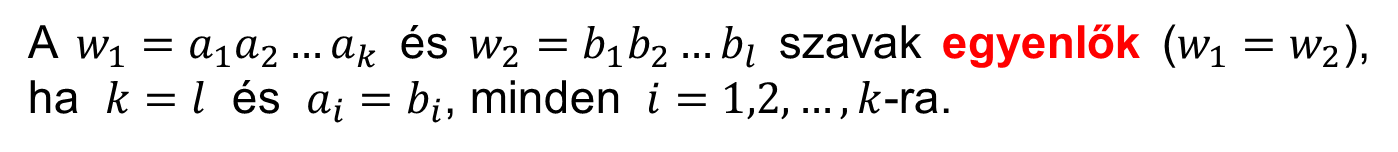 A w₁ = a₁a₂ … aₖ és w₂ = b₁b₂ … bₗ szavak egyenlők (w₁ = w₂),
ha k = l és aᵢ = bᵢ, minden i = 1,2, … , k-ra.